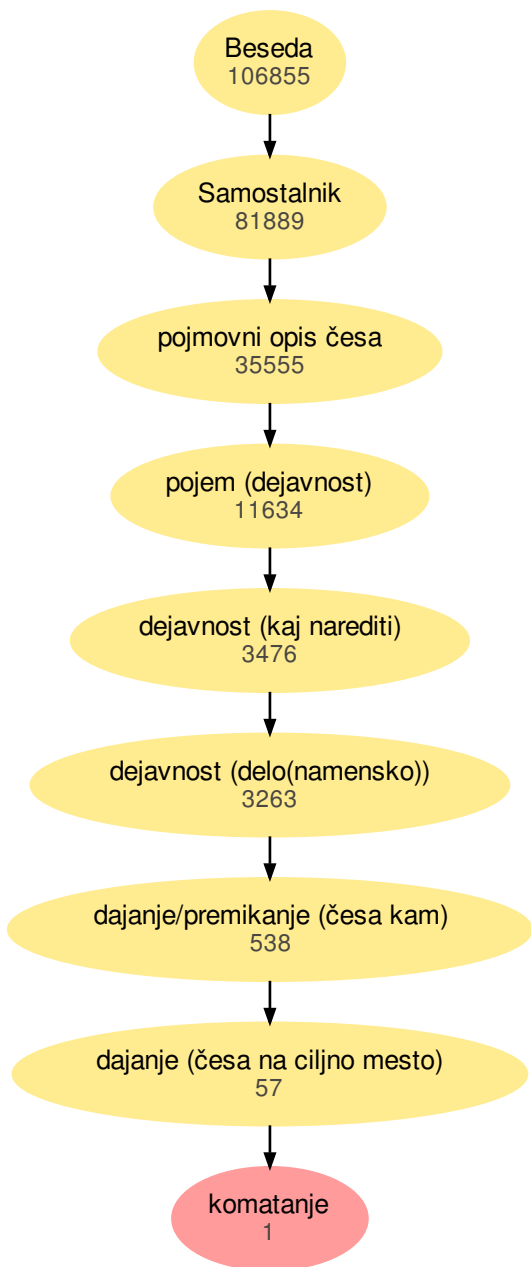 Beseda
106855
Samostalnik
81889
pojmovni opis česa
35555
pojem (dejavnost)
11634
dejavnost (kaj narediti)
3476
dejavnost (delo(namensko))
3263
dajanje/premikanje (česa kam)
538
dajanje (česa na ciljno mesto)
57
komatanje
1